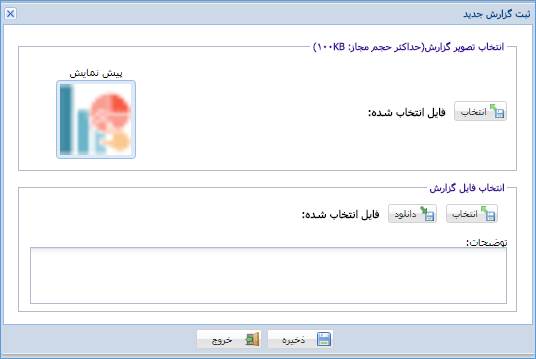 ثبت گزارش جدید
انتخاب تصویر گزارش(حداکثر حجم مجاز: ۱۰۰KB)
پیش نمایش
انتخاب
فایل انتخاب شده:
انتخاب فایل گزارش
انتخاب
دانلود
فایل انتخاب شده:
توضیحات:
ذخیره
خروج